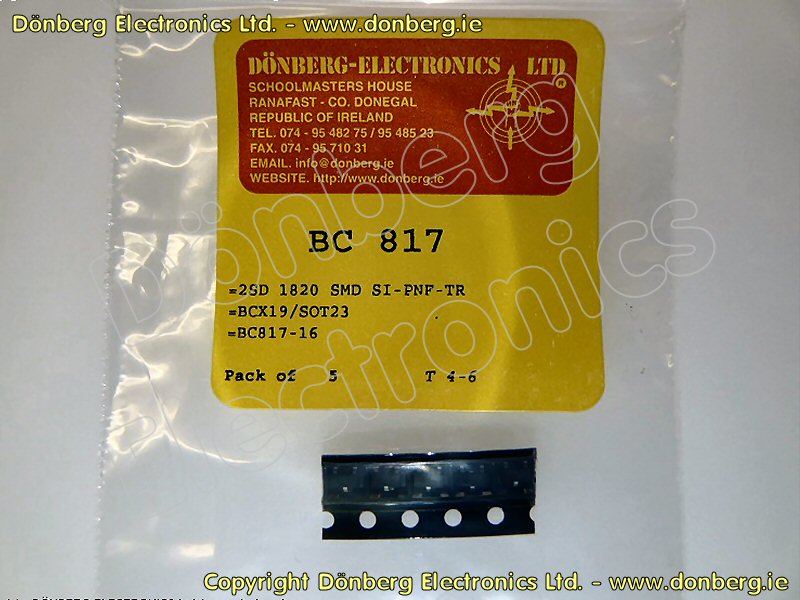 Dönberg Electronics Ltd. - www.donberg.ie
DÖNBERG-ELECTRONICS LTD
®
SCHOOLMASTERS HOUSE
RANAFAST - CO. DONEGAL
REPUBLIC OF IRELAND
TEL. 074 - 95 482 75 / 95 485 23
FAX. 074 - 95 710 31
EMAIL. info@donberg.ie
WEBSITE. http://www.donberg.ie
Dönberg
Electronics
BC 817
=2SD 1820 SMD SI-PNF-TR
=BCX19/SOT23
=BC817-16
Pack of 5 T 4-6
Copyright Dönberg Electronics Ltd. - www.donberg.ie